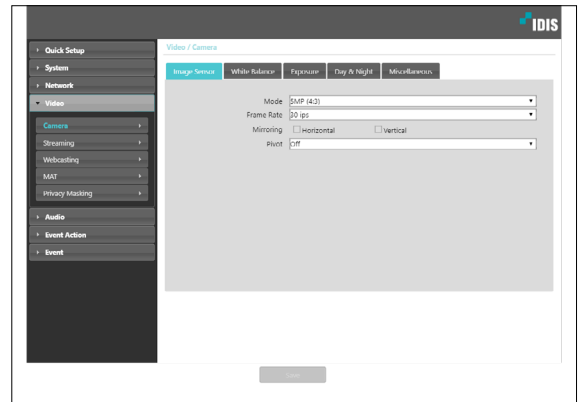 IDIS
Quick Setup
System
Network
Video
Camera
Streaming
Webcasting
MAT
Privacy Masking
Audio
Event Action
Event
Video / Camera
Image Sensor White Balance Exposure Day & Night Miscellaneous
Mode 5MP (4:3)
Frame Rate 30 ips
Mirroring Horizontal Vertical
Pivot Off
Save